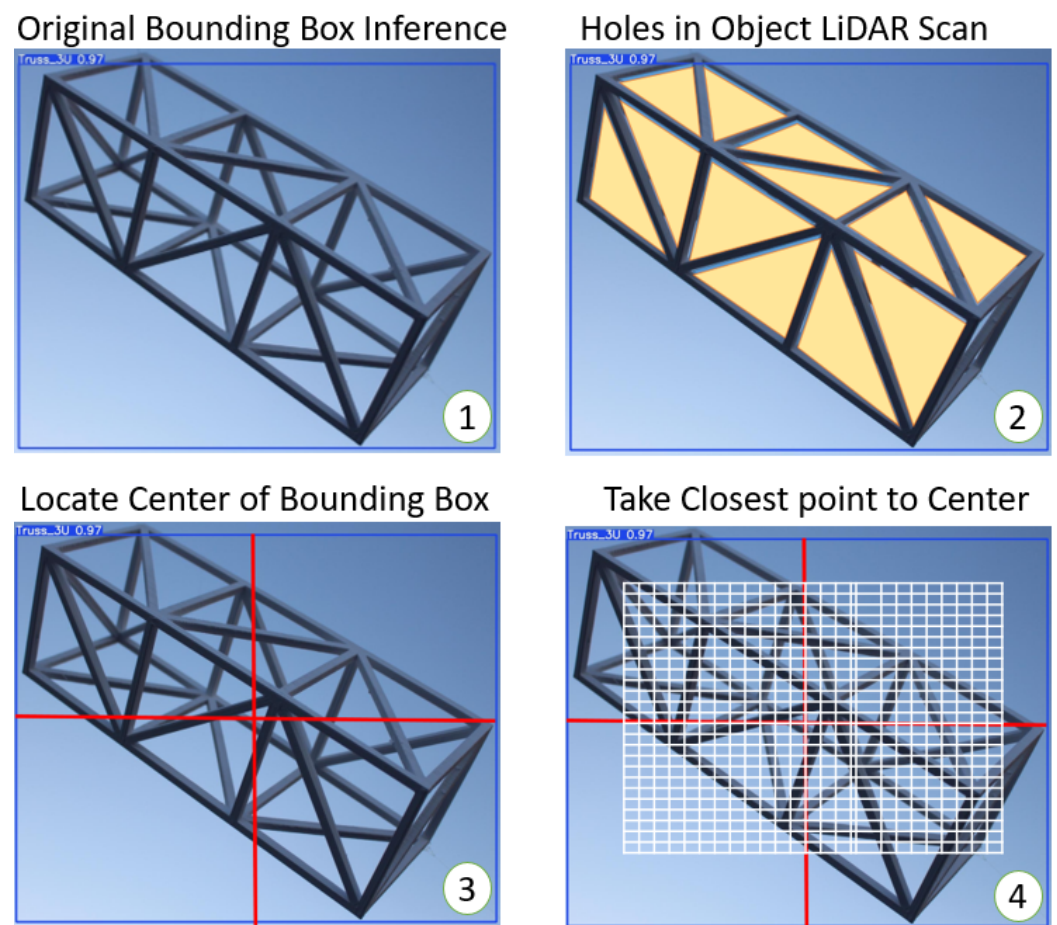 Original Bounding Box Inference
Truss_3U 0.97
1
Holes in Object LiDAR Scan
Truss_3U 0.97
2
Locate Center of Bounding Box
Truss_3U 0.97
3
Take Closest point to Center
Truss_3U 0.97
4